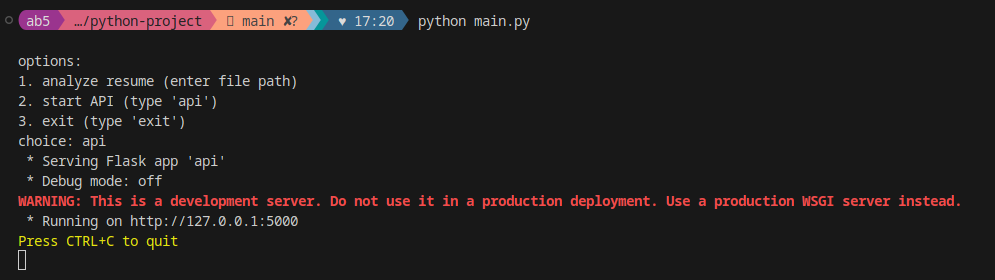 ab5 …/python-project main ✘? ♥ 17:20 python main.py
options:
1. analyze resume (enter file path)
2. start API (type 'api')
3. exit (type 'exit')
choice: api
* Serving Flask app 'api'
* Debug mode: off
WARNING: This is a development server. Do not use it in a production deployment. Use a production WSGI server instead.
* Running on http://127.0.0.1:5000
Press CTRL+C to quit